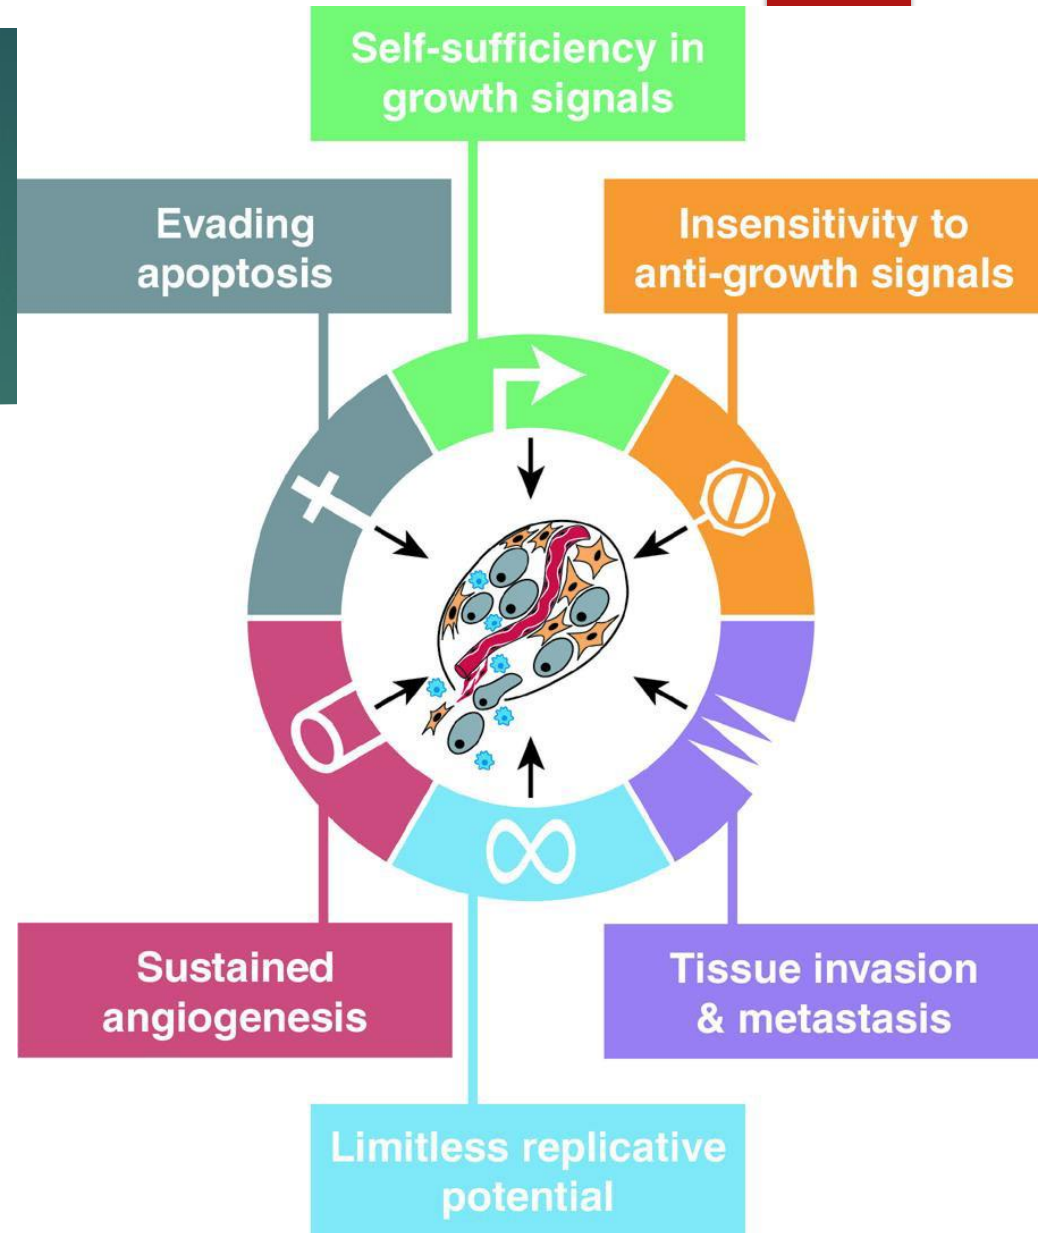 Self-sufficiency in
growth signals
Evading
apoptosis
Insensitivity to
anti-growth signals
Sustained
angiogenesis
Tissue invasion
& metastasis
Limitless replicative
potential